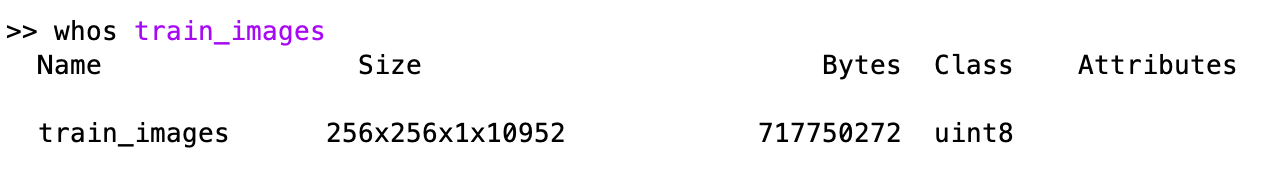 >> whos train_images
Name Size Bytes Class Attributes
train_images 256x256x1x10952 717750272 uint8